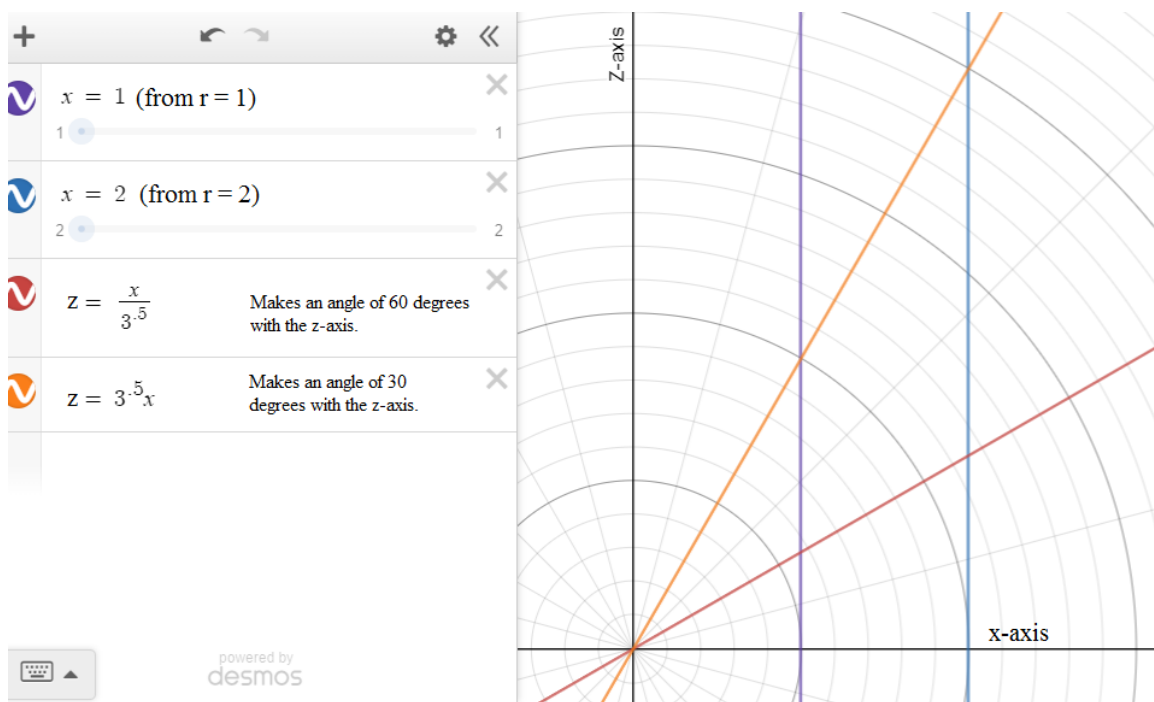 x = 1 (from r = 1)
1 1
x = 2 (from r = 2)
2 2
z = x / 3^.5
Makes an angle of 60 degrees
with the z-axis.
z = 3^.5 x
Makes an angle of 30
degrees with the z-axis.
powered by
desmos
Z-axis
x-axis